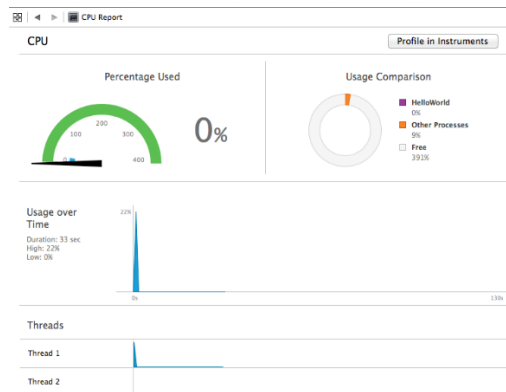 CPU Report
CPU
Profile in Instruments
Percentage Used
0
100
200
300
400
0%
Usage Comparison
HelloWorld
0%
Other Processes
9%
Free
391%
Usage over
Time
Duration: 33 sec
High: 22%
Low: 0%
22%
0s
130s
Threads
Thread 1
Thread 2